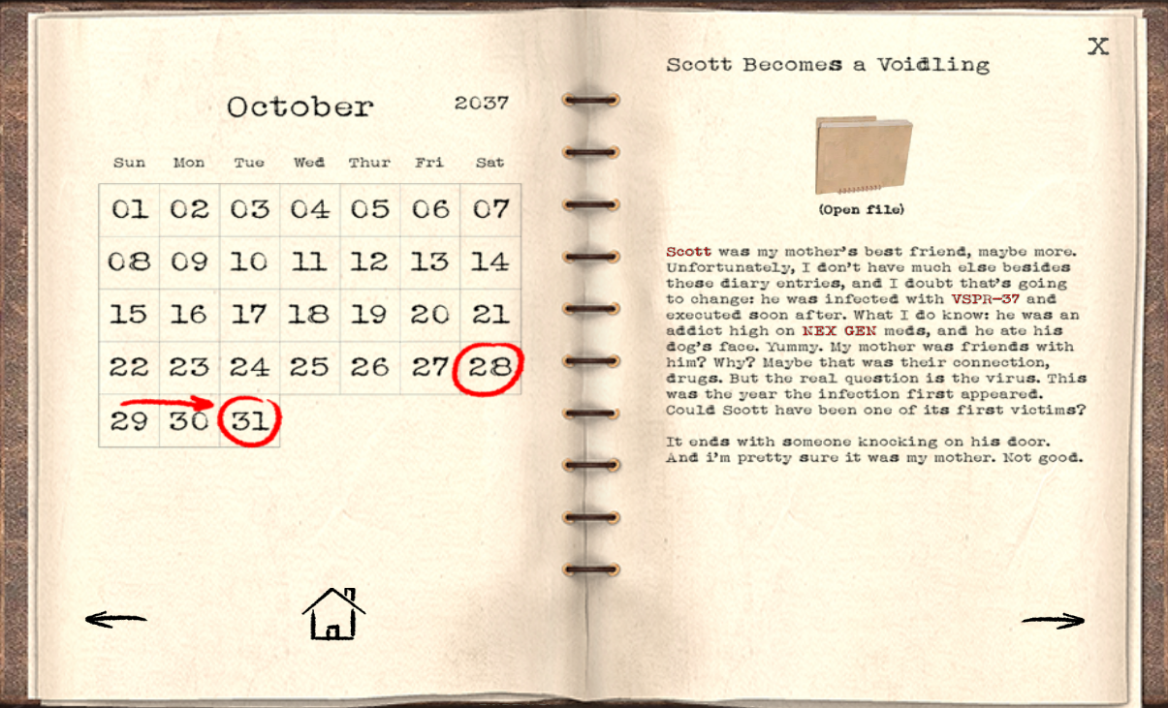 October 2037
Sun Mon Tue Wed Thur Fri Sat
01 02 03 04 05 06 07
08 09 10 11 12 13 14
15 16 17 18 19 20 21
22 23 24 25 26 27 28
29 30 31
X
Scott Becomes a Voidling
(Open file)
Scott was my mother's best friend, maybe more.
Unfortunately, I don't have much else besides
these diary entries, and I doubt that's going
to change: he was infected with VSPR-37 and
executed soon after. What I do know: he was an
addict high on NEX GEN meds, and he ate his
dog's face. Yummy. My mother was friends with
him? Why? Maybe that was their connection,
drugs. But the real question is the virus. This
was the year the infection first appeared.
Could Scott have been one of its first victims?
It ends with someone knocking on his door.
And i'm pretty sure it was my mother. Not good.